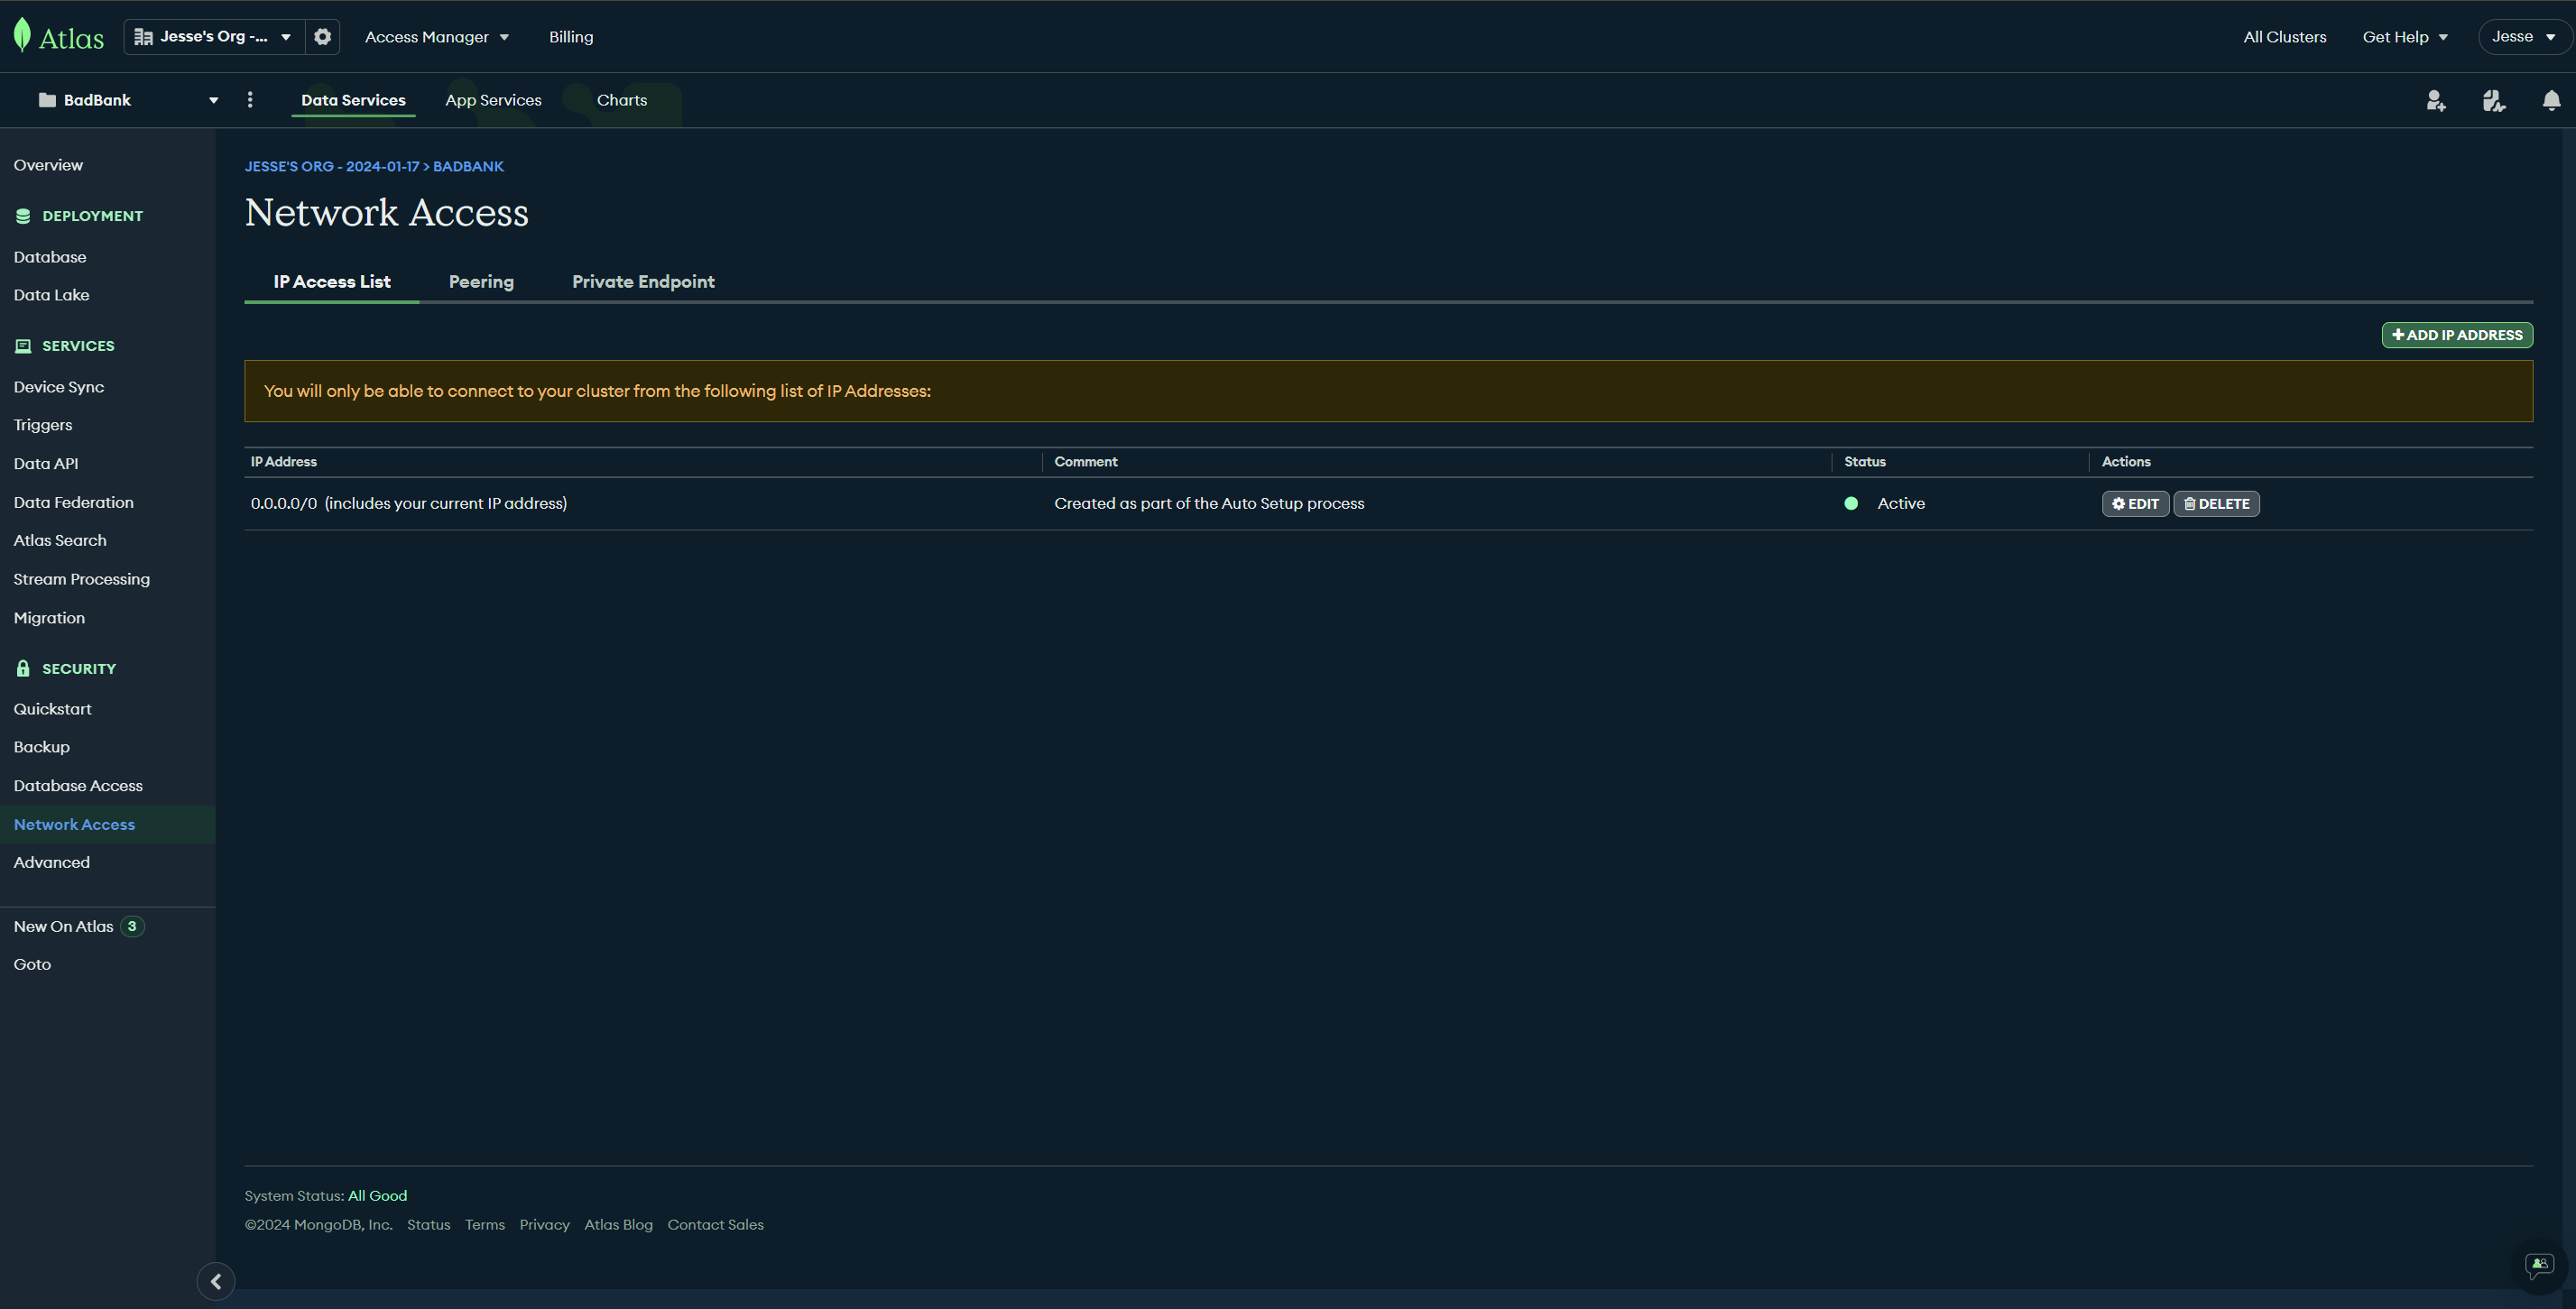 Atlas
Jesse's Org -...
Access Manager
Billing
All Clusters
Get Help
Jesse
BadBank
Data Services
App Services
Charts
Overview
DEPLOYMENT
Database
Data Lake
SERVICES
Device Sync
Triggers
Data API
Data Federation
Atlas Search
Stream Processing
Migration
SECURITY
Quickstart
Backup
Database Access
Network Access
Advanced
New On Atlas 3
Goto
JESSE'S ORG - 2024-01-17 > BADBANK
Network Access
IP Access List
Peering
Private Endpoint
+ ADD IP ADDRESS
You will only be able to connect to your cluster from the following list of IP Addresses:
IP Address
Comment
Status
Actions
0.0.0.0/0 (includes your current IP address)
Created as part of the Auto Setup process
Active
EDIT
DELETE
System Status: All Good
©2024 MongoDB, Inc.
Status
Terms
Privacy
Atlas Blog
Contact Sales